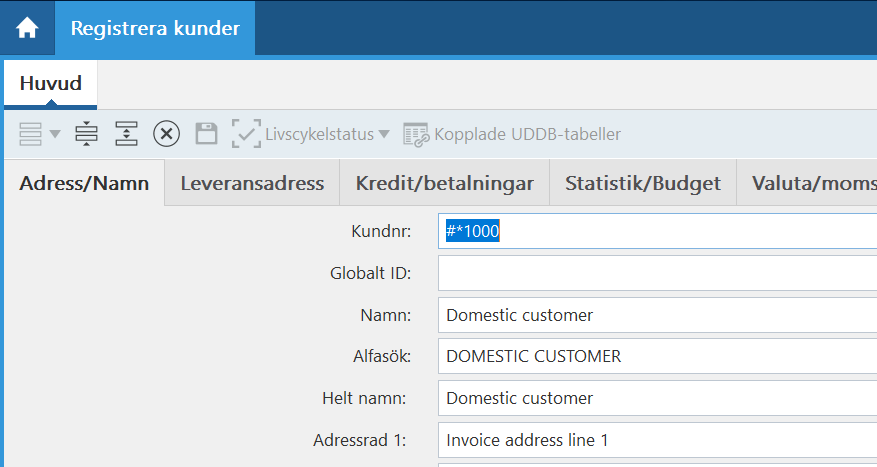 Registrera kunder
Huvud
Livscykelstatus Kopplade UDDB-tabeller
Adress/Namn Leveransadress Kredit/betalningar Statistik/Budget Valuta/moms
Kundnr: #*1000
Globalt ID:
Namn: Domestic customer
Alfasök: DOMESTIC CUSTOMER
Helt namn: Domestic customer
Adressrad 1: Invoice address line 1